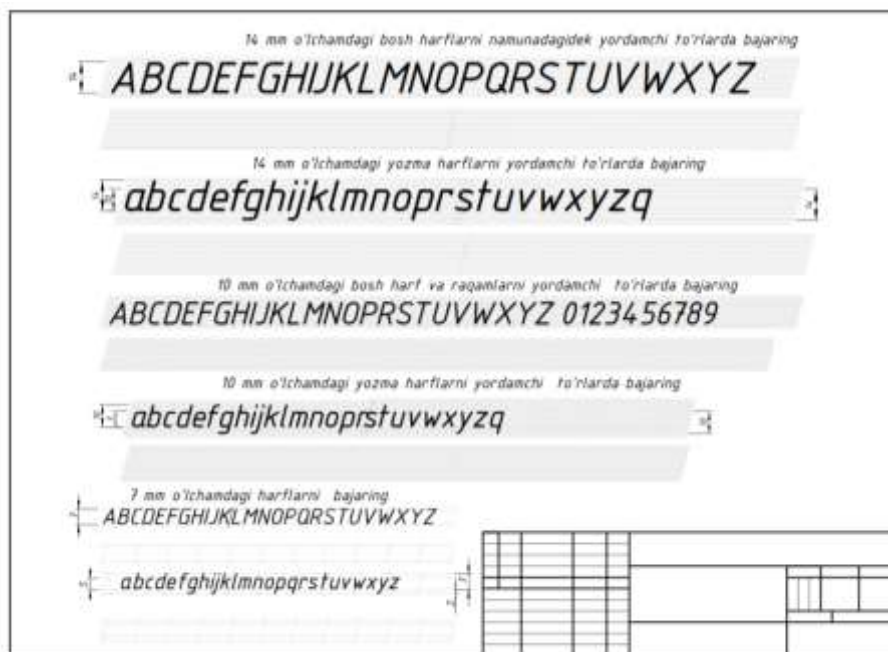 14 mm o'lchamdagi bosh harflarni namunadagidek yordamchi to'rlarda bajaring
ABCDEFGHIJKLMNOPQRSTUVWXYZ
14 mm o'lchamdagi yozma harflarni yordamchi to'rlarda bajaring
abcdefghijklmnoprstuvwxyzq
10 mm o'lchamdagi bosh harf va raqamlarni yordamchi to'rlarda bajaring
ABCDEFGHIJKLMNOPRSTUVWXYZ 0123456789
10 mm o'lchamdagi yozma harflarni yordamchi to'rlarda bajaring
abcdefghijklmnoprstuvwxyzq
7 mm o'lchamdagi harflarni bajaring
ABCDEFGHIJKLMNOPQRSTUVWXYZ
abcdefghijklmnopqrstuvwxyz